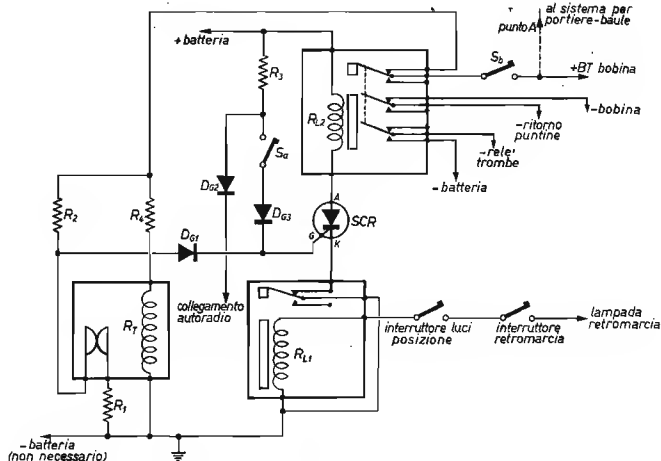 al sistema per
portiere-baule
punto A
+batteria
Sb
+BT bobina
R3
RL2
-bobina
-ritorno
puntine
Sa
-rele'
trombe
DG2
-batteria
A
R2
R4
DG3
SCR
DG1
G
K
collegamento
autoradio
lampada
retromarcia
interruttore luci
posizione
interruttore
retromarcia
RT
RL1
R1
-batteria
(non necessario)